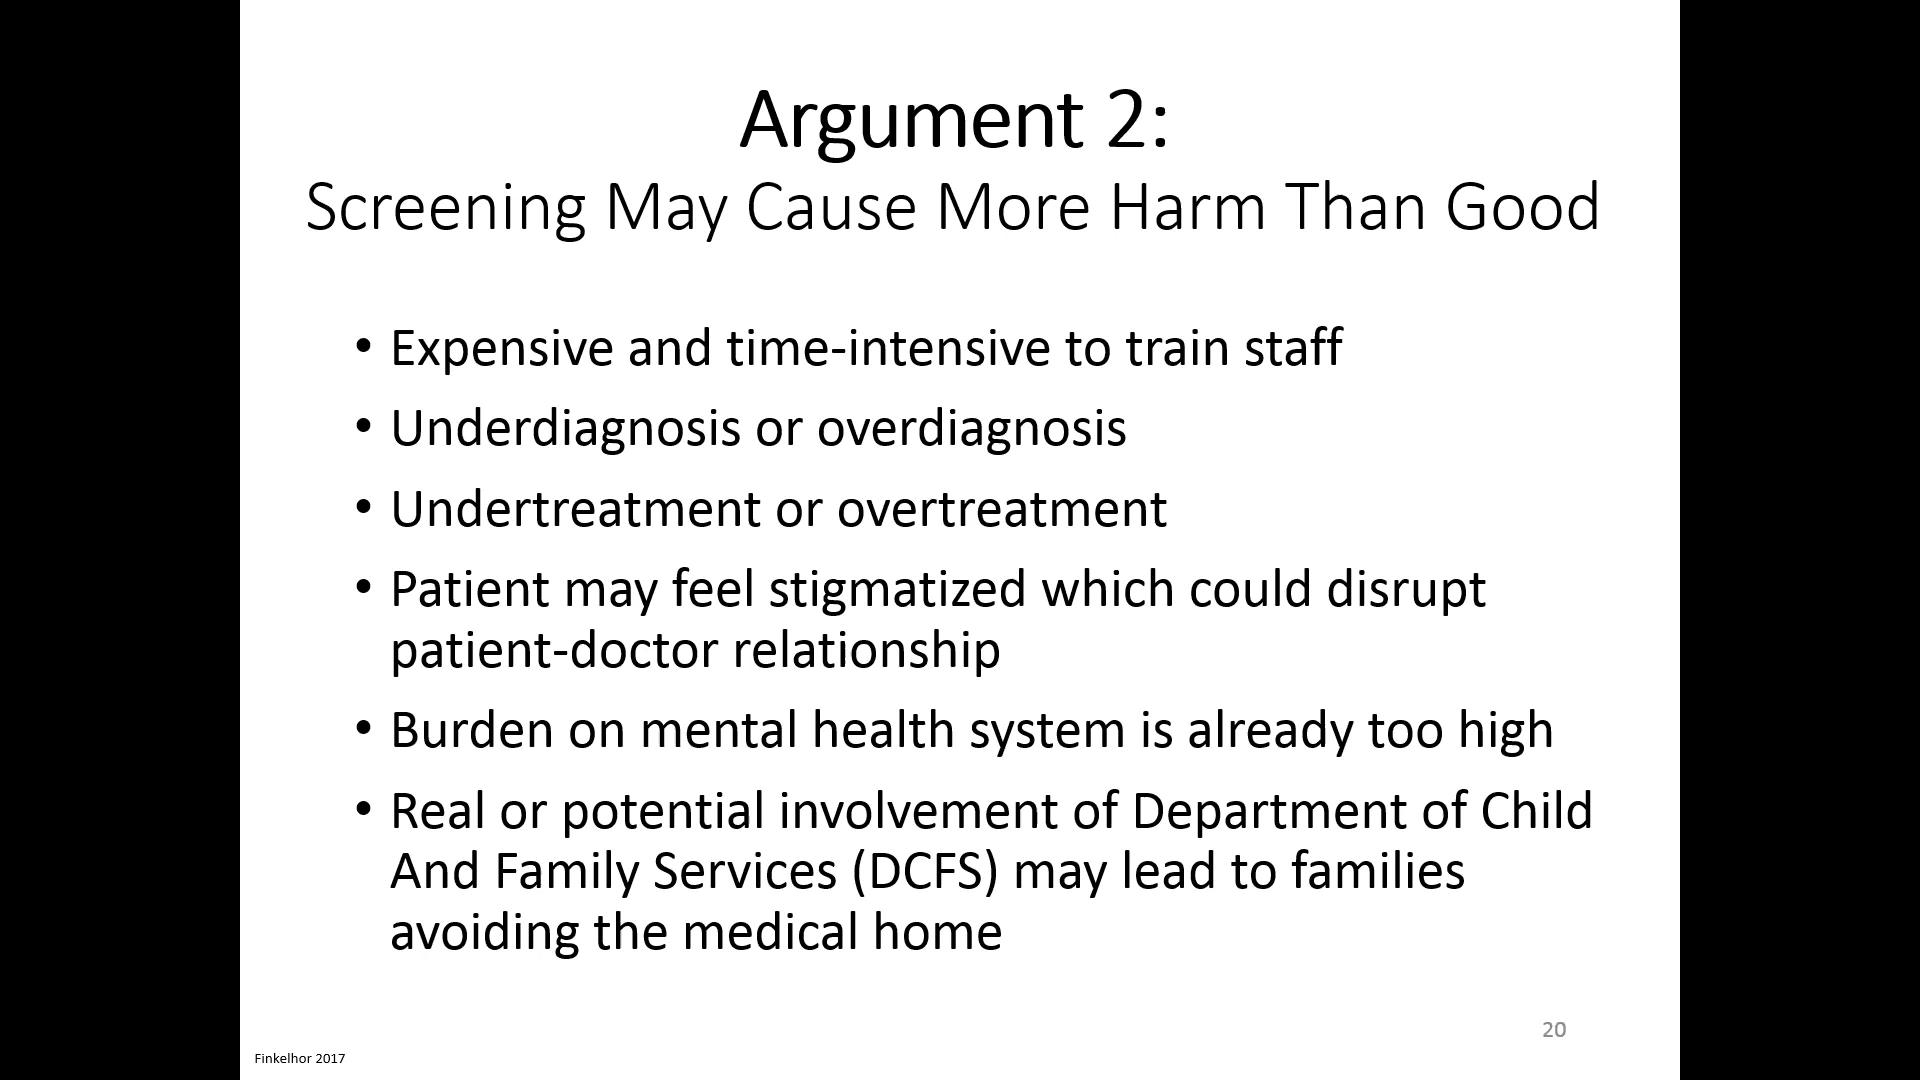 Argument 2:
Screening May Cause More Harm Than Good
• Expensive and time-intensive to train staff
• Underdiagnosis or overdiagnosis
• Undertreatment or overtreatment
• Patient may feel stigmatized which could disrupt
patient-doctor relationship
• Burden on mental health system is already too high
• Real or potential involvement of Department of Child
And Family Services (DCFS) may lead to families
avoiding the medical home
20
Finkelhor 2017